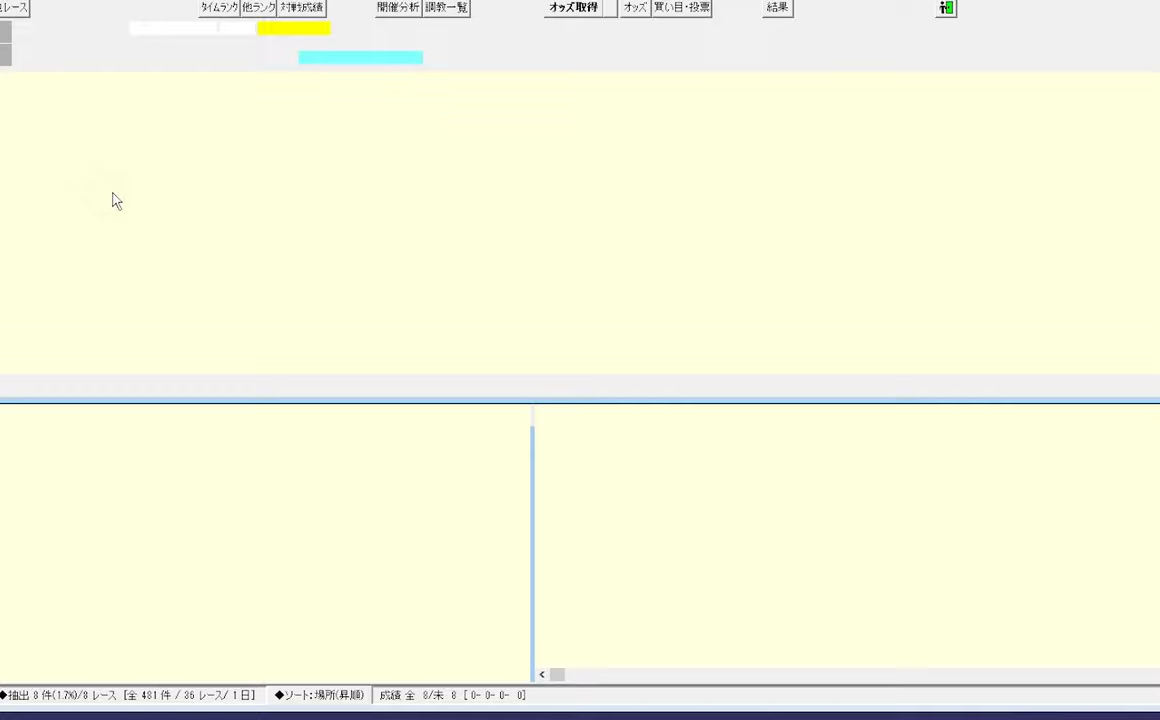 也レース タイムランク 他ランク 対戦成績 開催分析 調教一覧 オッズ取得 オッズ 買い目・投票 結果
◆抽出 8 件(1.7%)/8 レース [全 481 件 / 36 レース/ 1 日] ◆ソート:場所(昇順) 成績 全 8/未 8 [ 0- 0- 0- 0]